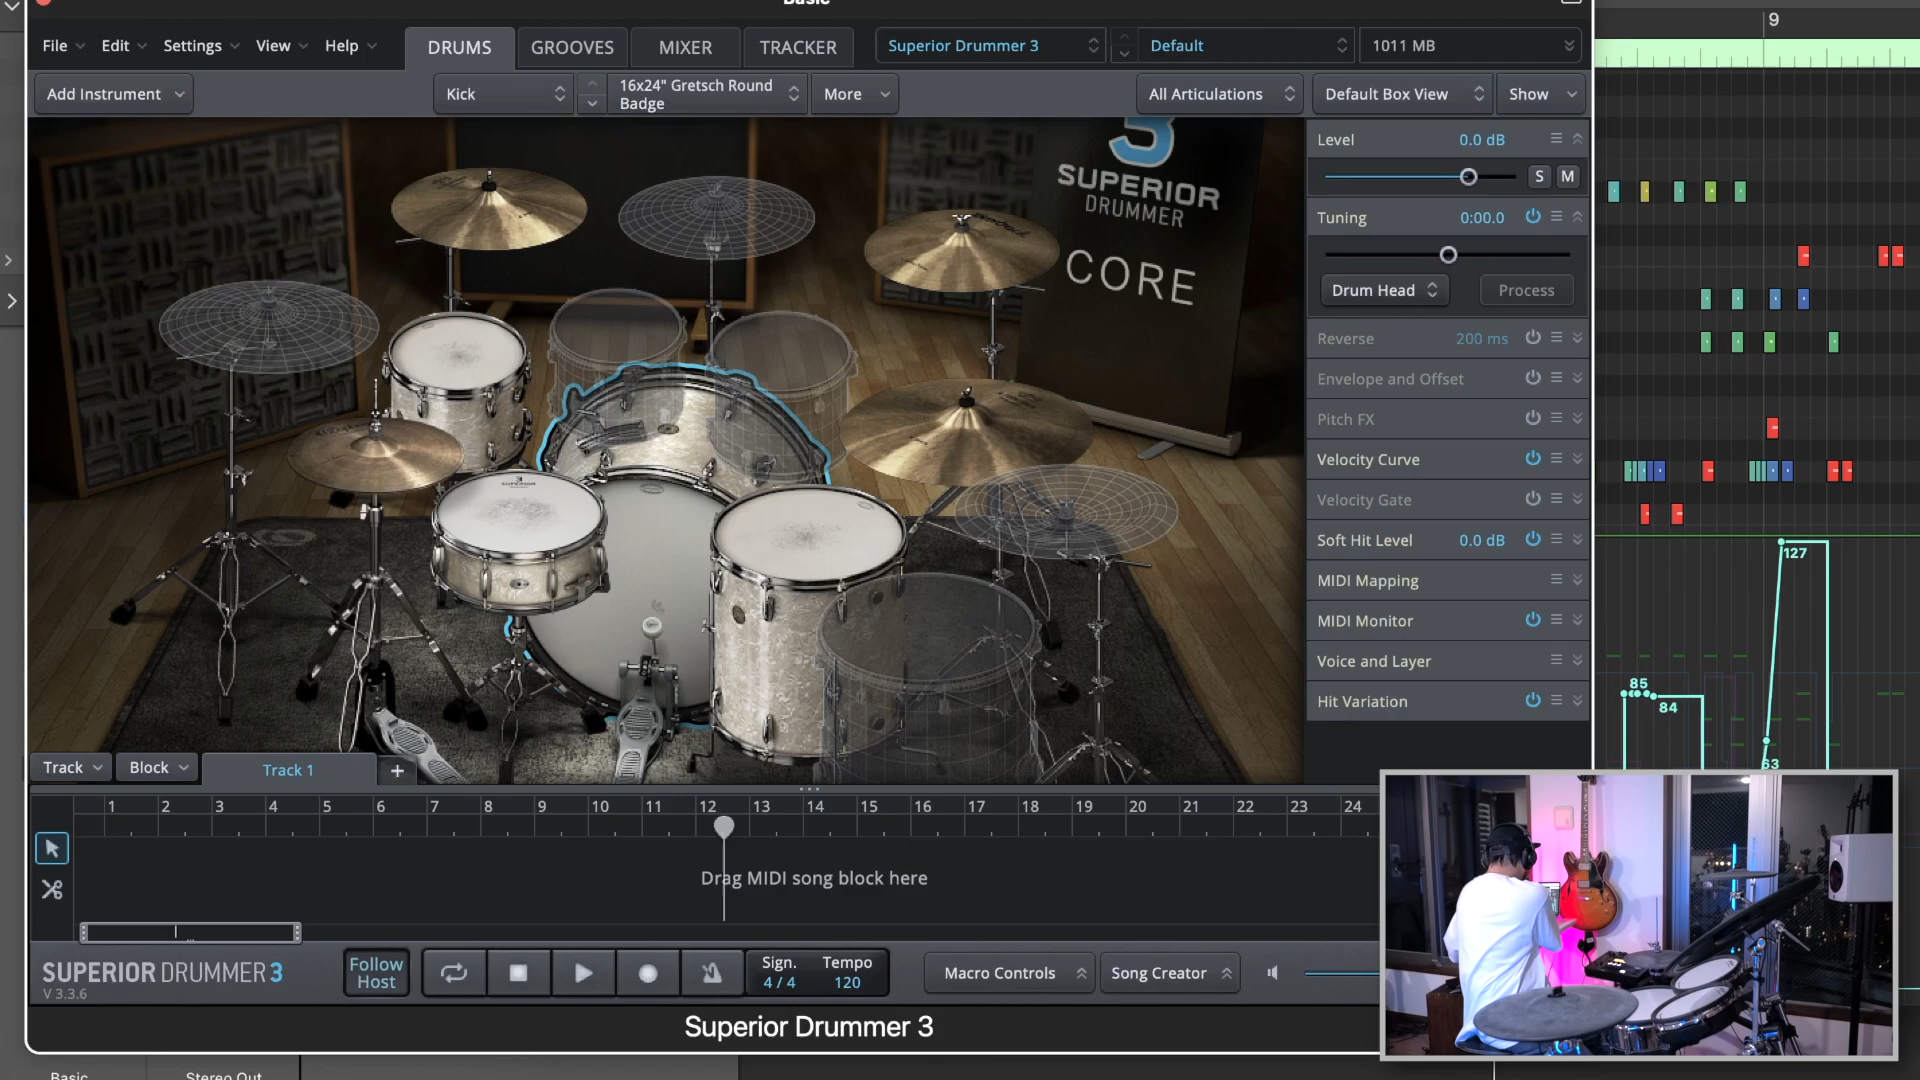 Basic
9
File Edit Settings View Help
DRUMS GROOVES MIXER TRACKER
Superior Drummer 3
Default
1011 MB
Add Instrument
Kick
16x24" Gretsch Round
Badge
More
All Articulations
Default Box View
Show
3
SUPERIOR
DRUMMER
CORE
Level 0.0 dB
S M
Tuning 0:00.0
Drum Head Process
Reverse 200 ms
Envelope and Offset
Pitch FX
Velocity Curve
Velocity Gate
Soft Hit Level 0.0 dB
MIDI Mapping
MIDI Monitor
Voice and Layer
Hit Variation
127
85
84
63
SUPERIOR
Track Block Track 1 +
1 2 3 4 5 6 7 8 9 10 11 12 13 14 15 16 17 18 19 20 21 22 23 24
Drag MIDI song block here
SUPERIOR DRUMMER 3
V 3.3.6
Follow
Host
Sign. Tempo
4 / 4 120
Macro Controls
Song Creator
Superior Drummer 3
Basic Stereo Out